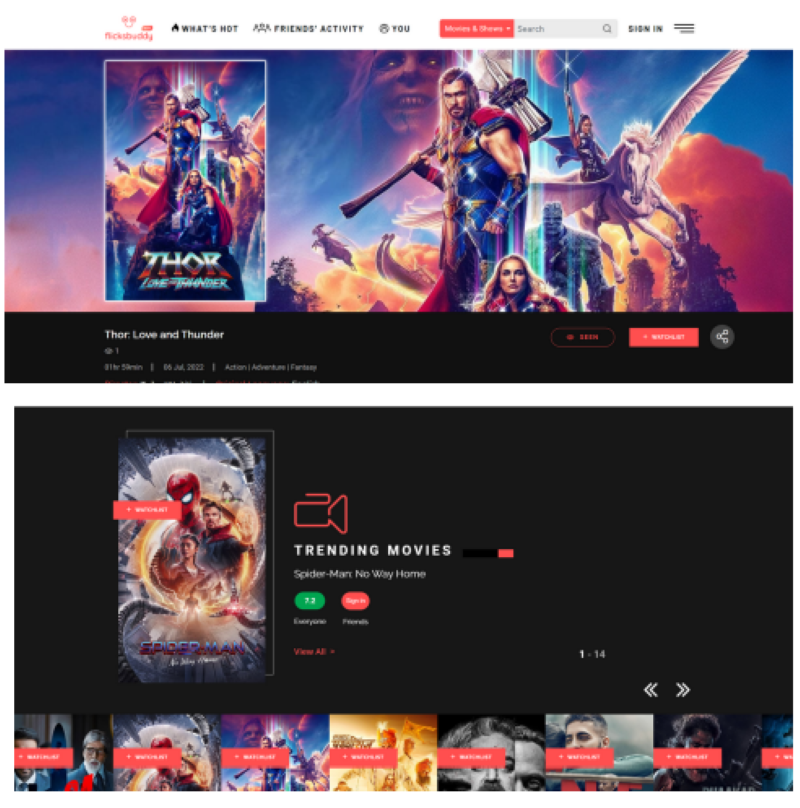 flicksbuddy
WHAT'S HOT FRIENDS' ACTIVITY YOU Movies & Shows Search SIGN IN
THOR
LOVE AND THUNDER
Thor: Love and Thunder
SEEN + WATCHLIST
1
01hr 59min | 06 Jul, 2022 | Action | Adventure | Fantasy
+ WATCHLIST
TRENDING MOVIES
Spider-Man: No Way Home
7.2 Sign in
Everyone Friends
SPIDER-MAN
No Way Home
View All >
1 - 14
+ WATCHLIST + WATCHLIST + WATCHLIST + WATCHLIST + WATCHLIST + WATCHLIST + WATCHLIST